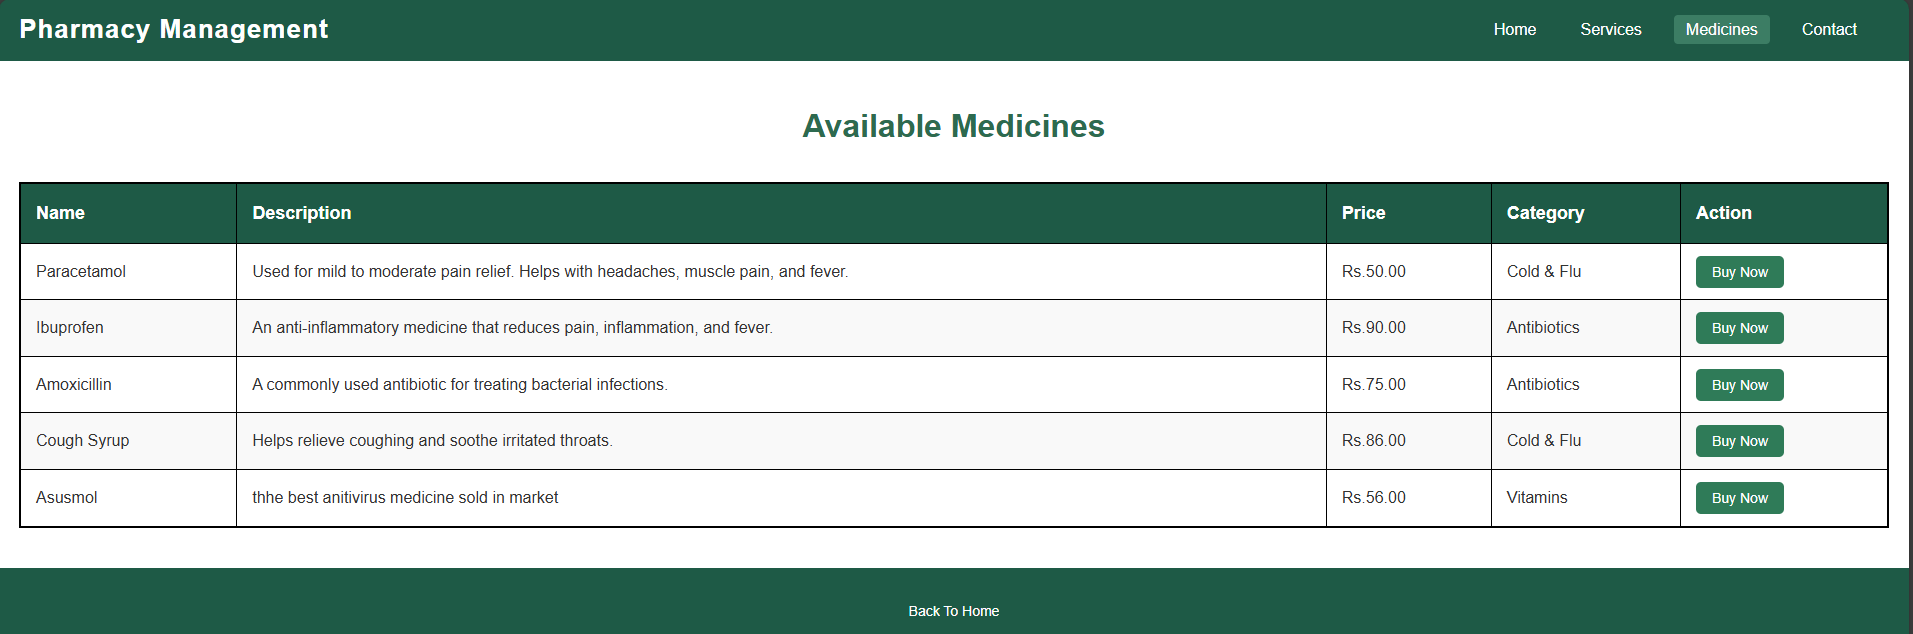 Pharmacy Management Home Services Medicines Contact
Available Medicines
Name Description Price Category Action
Paracetamol Used for mild to moderate pain relief. Helps with headaches, muscle pain, and fever. Rs.50.00 Cold & Flu Buy Now
Ibuprofen An anti-inflammatory medicine that reduces pain, inflammation, and fever. Rs.90.00 Antibiotics Buy Now
Amoxicillin A commonly used antibiotic for treating bacterial infections. Rs.75.00 Antibiotics Buy Now
Cough Syrup Helps relieve coughing and soothe irritated throats. Rs.86.00 Cold & Flu Buy Now
Asusmol thhe best anitivirus medicine sold in market Rs.56.00 Vitamins Buy Now
Back To Home